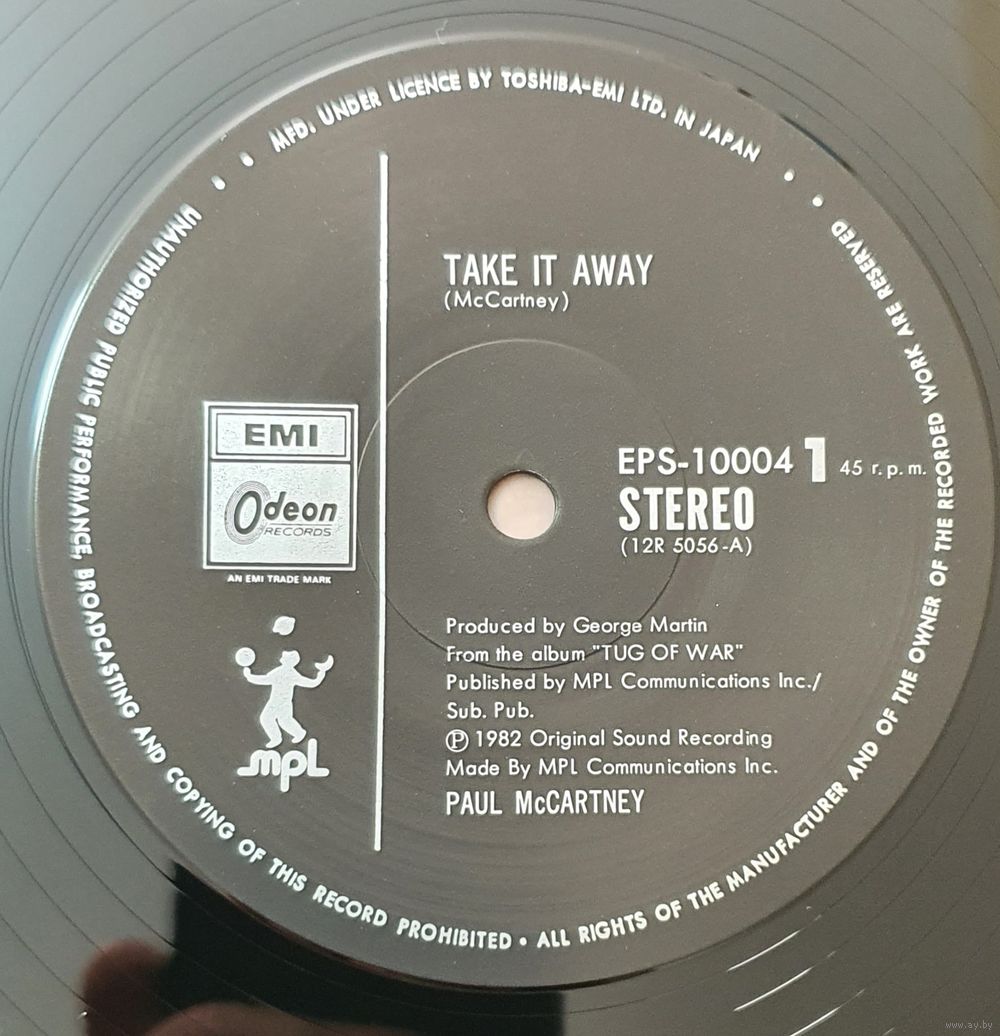 MFD. UNDER LICENCE BY TOSHIBA-EMI LTD. IN JAPAN
UNAUTHORIZED PUBLIC PERFORMANCE, BROADCASTING AND COPYING OF THIS RECORD PROHIBITED • ALL RIGHTS OF THE MANUFACTURER AND OF THE OWNER OF THE RECORDED WORK ARE RESERVED
TAKE IT AWAY
(McCartney)
EMI
Odeon
RECORDS
AN EMI TRADE MARK
mpl
EPS-10004 1 45 r.p.m.
STEREO
(12R 5056-A)
Produced by George Martin
From the album "TUG OF WAR"
Published by MPL Communications Inc./
Sub. Pub.
℗ 1982 Original Sound Recording
Made By MPL Communications Inc.
PAUL McCARTNEY
www.ay.by